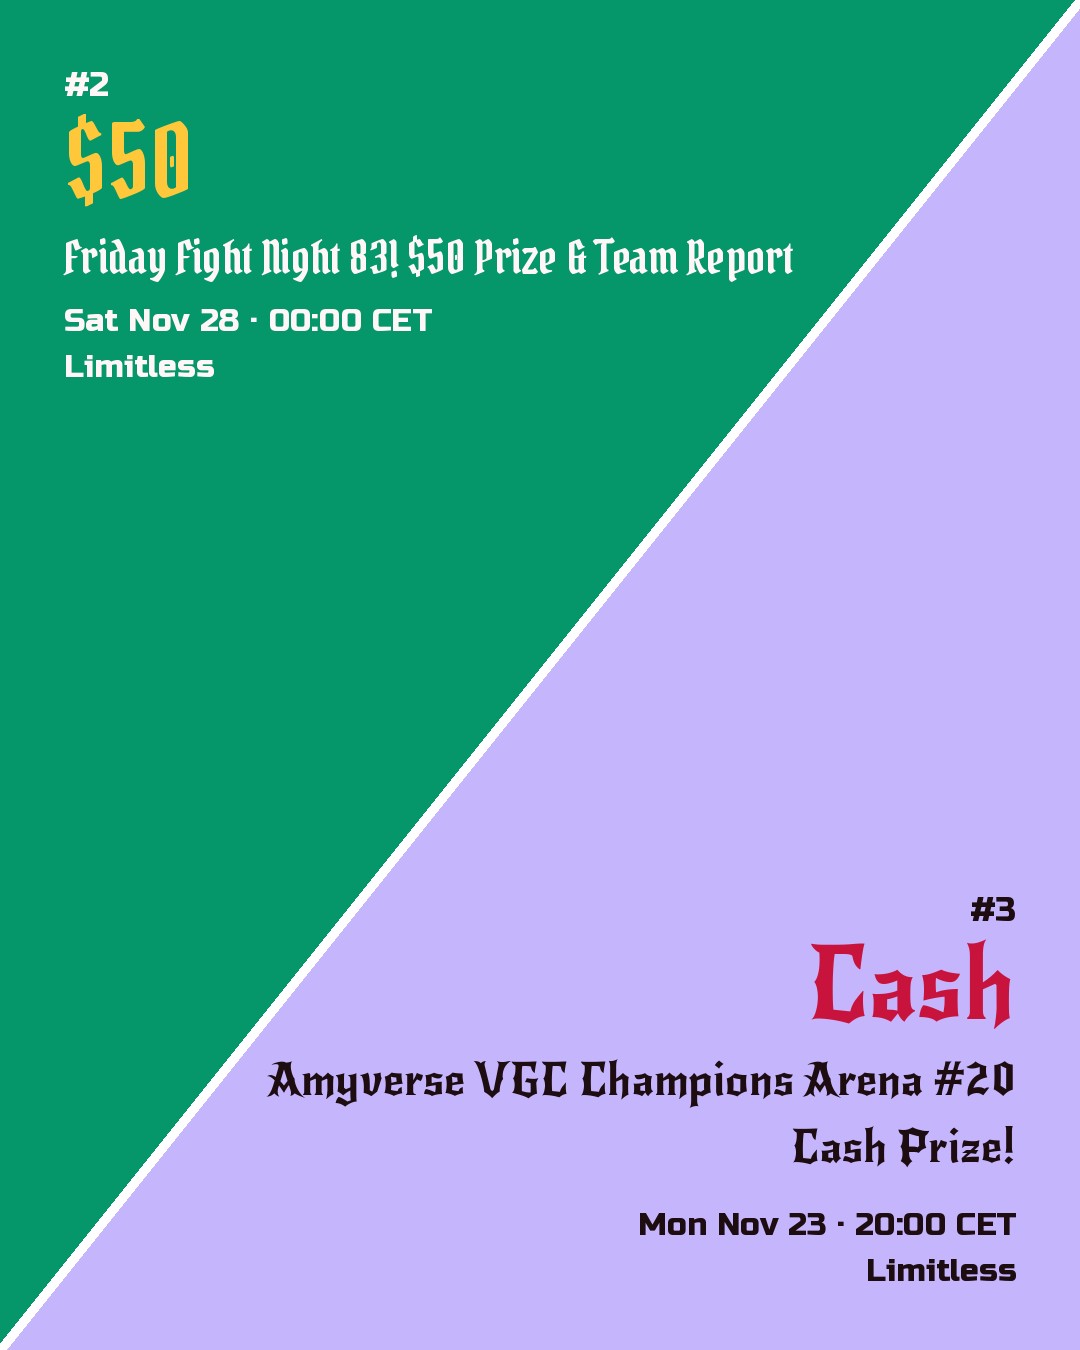 #2
$50
Friday Fight Night 83! $50 Prize & Team Report
Sat Nov 28 · 00:00 CET
Limitless
#3
Cash
Amyverse VGC Champions Arena #20
Cash Prize!
Mon Nov 23 · 20:00 CET
Limitless